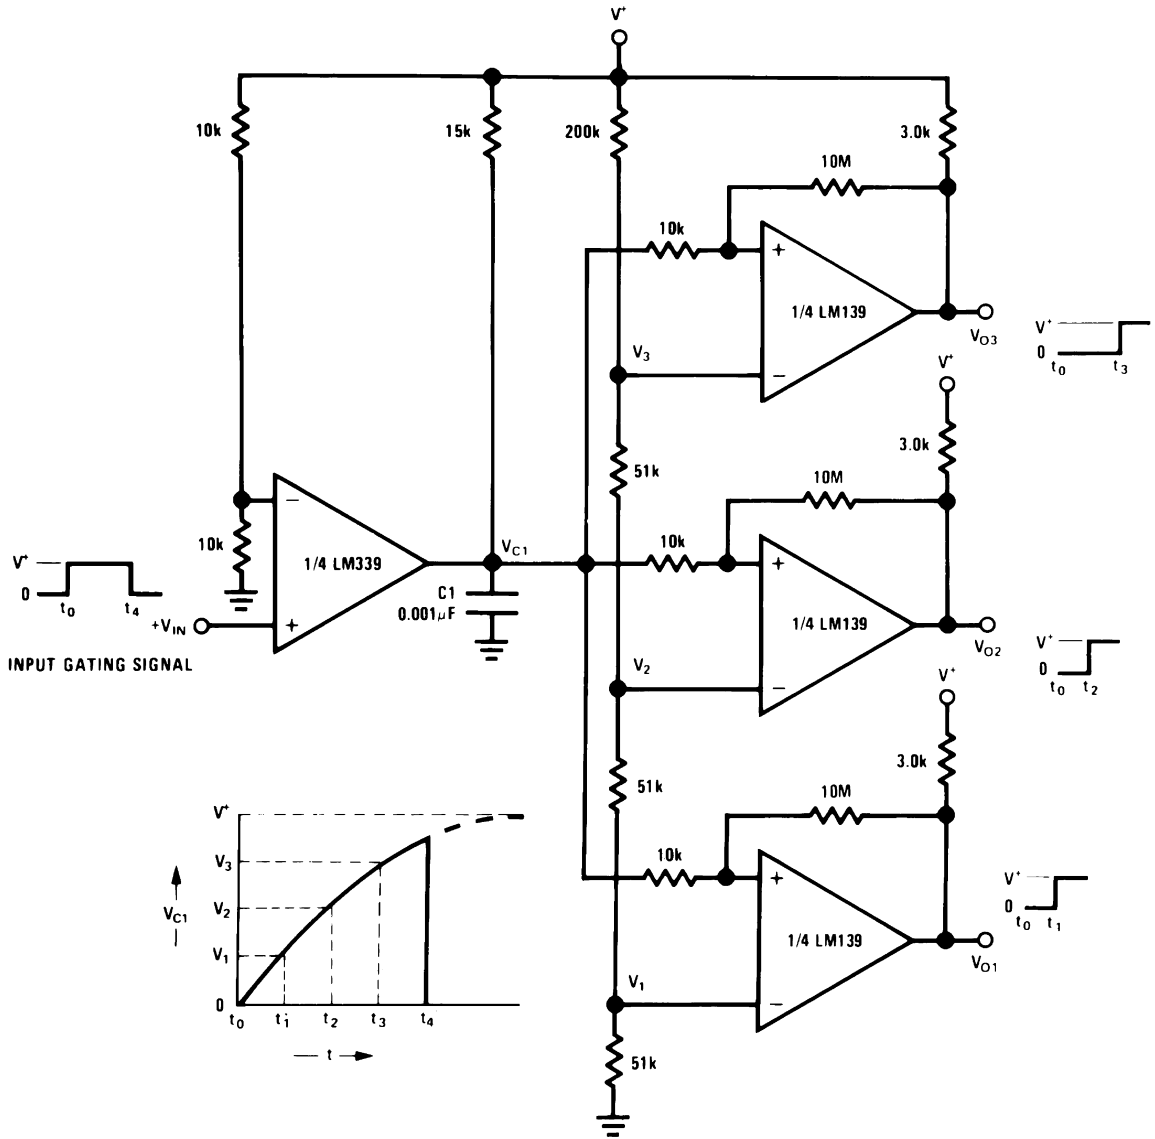 V+
10k
15k
200k
3.0k
10M
10k
+
1/4 LM139
−
V3
VO3
V+
0
t0 t3
V+
3.0k
51k
10M
−
10k
1/4 LM339
VC1
10k
+
1/4 LM139
C1
0.001μF
V+
0
t0 t4
+VIN
+
INPUT GATING SIGNAL
V2
−
VO2
V+
0
t0 t2
V+
3.0k
51k
10M
10k
+
1/4 LM139
V1
−
VO1
V+
0
t0 t1
51k
V+
V3
VC1
V2
V1
0
t0 t1 t2 t3 t4
t